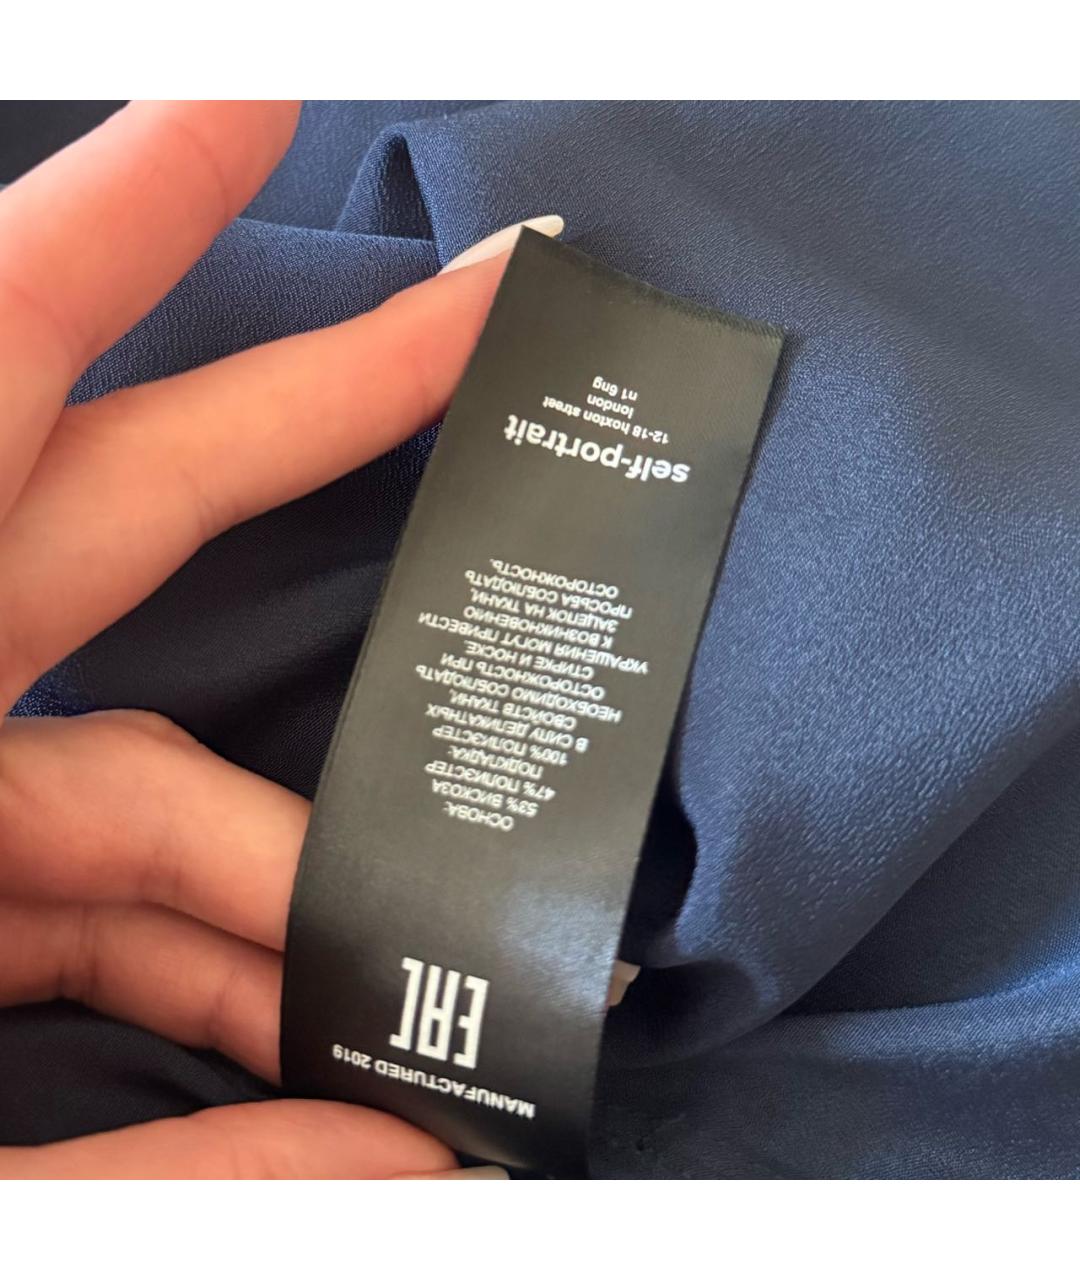 MANUFACTURED 2019
EAC
ОСНОВА:
53% ВИСКОЗА
47% ПОЛИЭСТЕР
ПОДКЛАДКА:
100% ПОЛИЭСТЕР
В СИЛУ ДЕЛИКАТНЫХ
СВОЙСТВ ТКАНИ,
НЕОБХОДИМО СОБЛЮДАТЬ
ОСТОРОЖНОСТЬ ПРИ
СТИРКЕ И НОСКЕ.
УКРАШЕНИЯ МОГУТ ПРИВЕСТИ
К ВОЗНИКНОВЕНИЮ
ЗАЦЕПОК НА ТКАНИ,
ПРОСЬБА СОБЛЮДАТЬ
ОСТОРОЖНОСТЬ.
self-portrait
12-18 hoxton street
london
n1 6ng